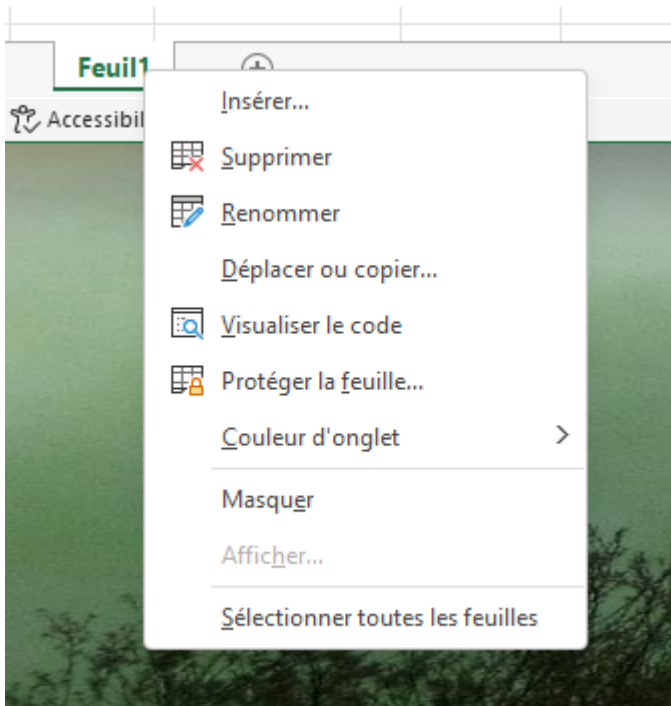 Feuil1
Insérer...
Accessibil
Supprimer
Renommer
Déplacer ou copier...
Visualiser le code
Protéger la feuille...
Couleur d'onglet
Masquer
Afficher...
Sélectionner toutes les feuilles